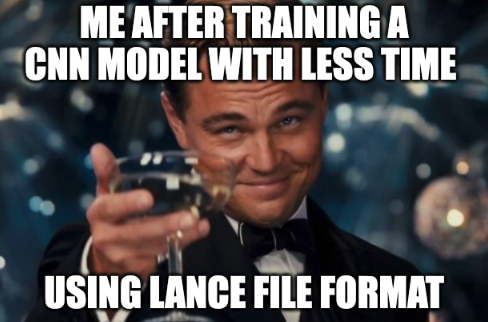 ME AFTER TRAINING A
CNN MODEL WITH LESS TIME
USING LANCE FILE FORMAT